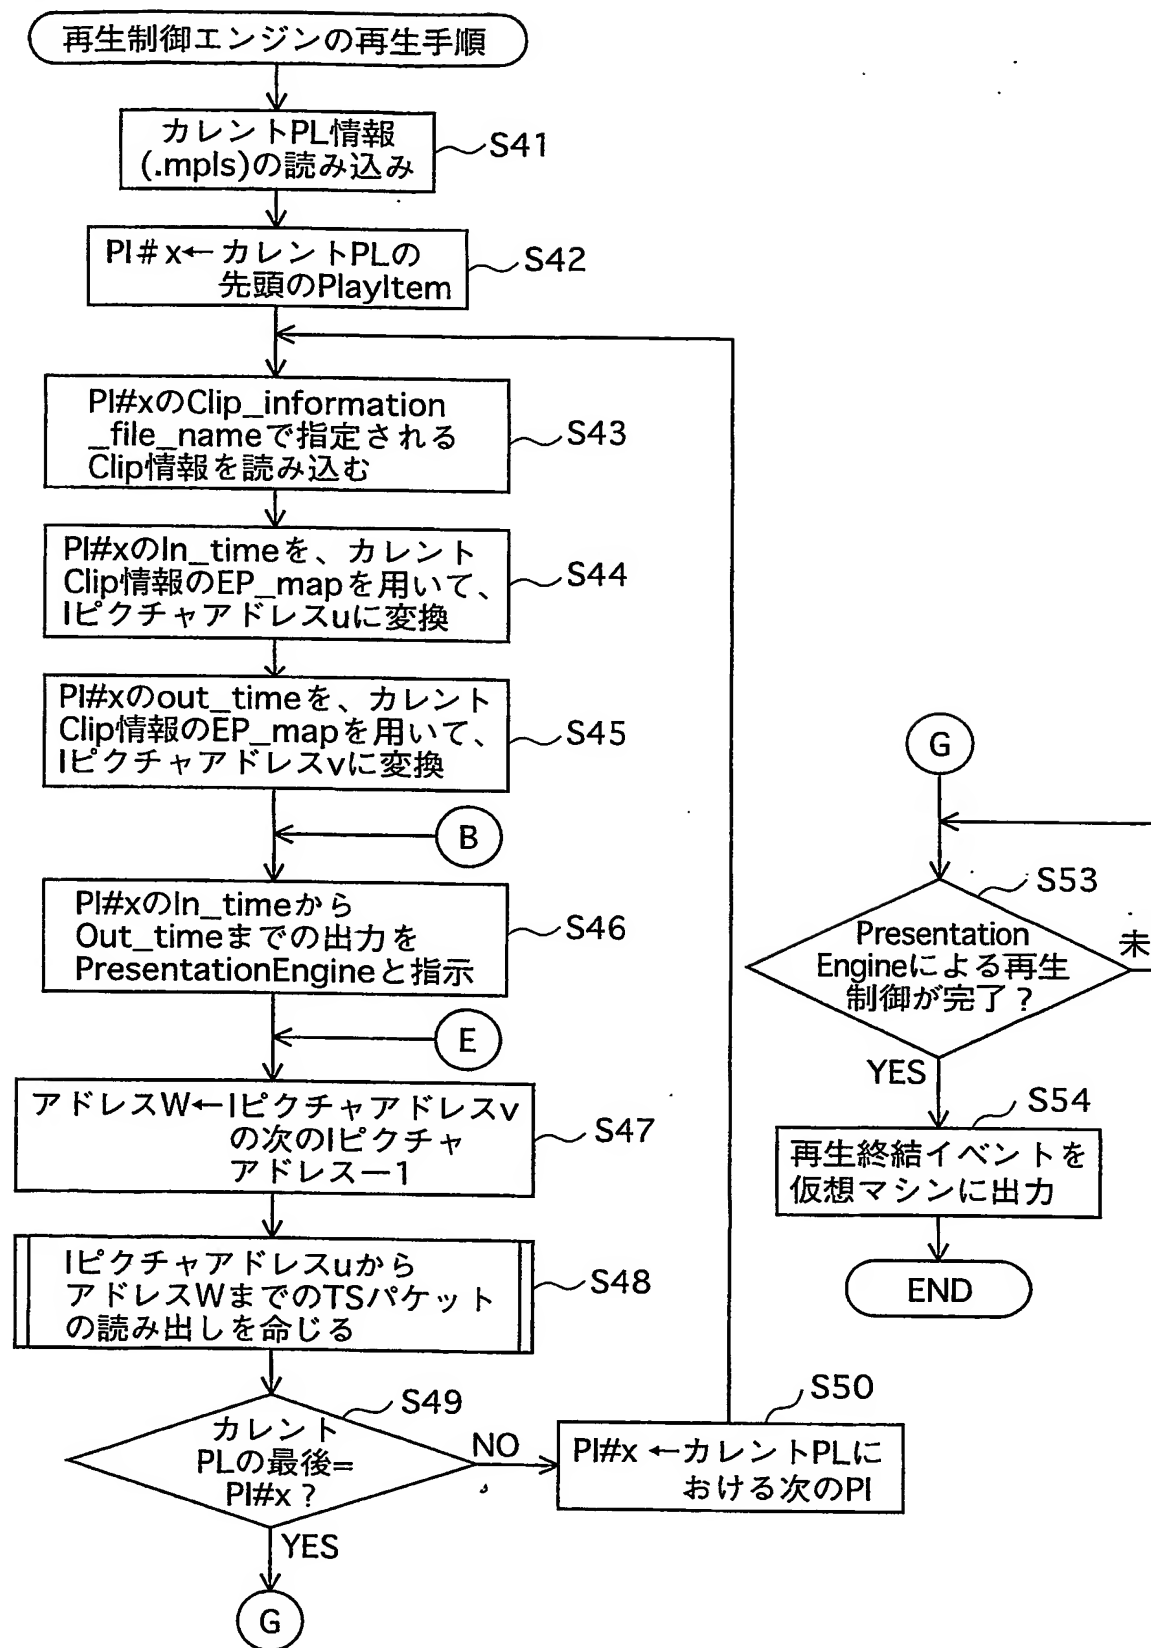 再生制御エンジンの再生手順
カレントPL情報
(.mpls)の読み込み
S41
PI#x←カレントPLの
先頭のPlayItem
S42
PI#xのClip_information
_file_nameで指定される
Clip情報を読み込む
S43
PI#xのIn_timeを、カレント
Clip情報のEP_mapを用いて、
Iピクチャアドレスuに変換
S44
PI#xのout_timeを、カレント
Clip情報のEP_mapを用いて、
Iピクチャアドレスvに変換
S45
B
PI#xのIn_timeから
Out_timeまでの出力を
PresentationEngineと指示
S46
E
アドレスW←Iピクチャアドレスv
の次のIピクチャ
アドレスー1
S47
Iピクチャアドレスuから
アドレスWまでのTSパケット
の読み出しを命じる
S48
カレント
PLの最後=
PI#x?
S49
NO
YES
G
PI#x ←カレントPLに
おける次のPI
S50
G
Presentation
Engineによる再生
制御が完了?
S53
未
YES
再生終結イベントを
仮想マシンに出力
S54
END